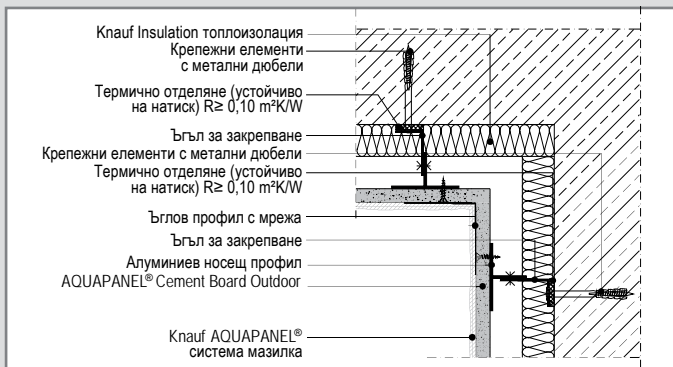 Knauf Insulation топлоизолация
Крепежни елементи
с метални дюбели
Термично отделяне (устойчиво
на натиск) R≥ 0,10 m²K/W
Ъгъл за закрепване
Крепежни елементи с метални дюбели
Термично отделяне (устойчиво
на натиск) R≥ 0,10 m²K/W
Ъглов профил с мрежа
Ъгъл за закрепване
Алуминиев носещ профил
AQUAPANEL® Cement Board Outdoor
Knauf AQUAPANEL®
система мазилка